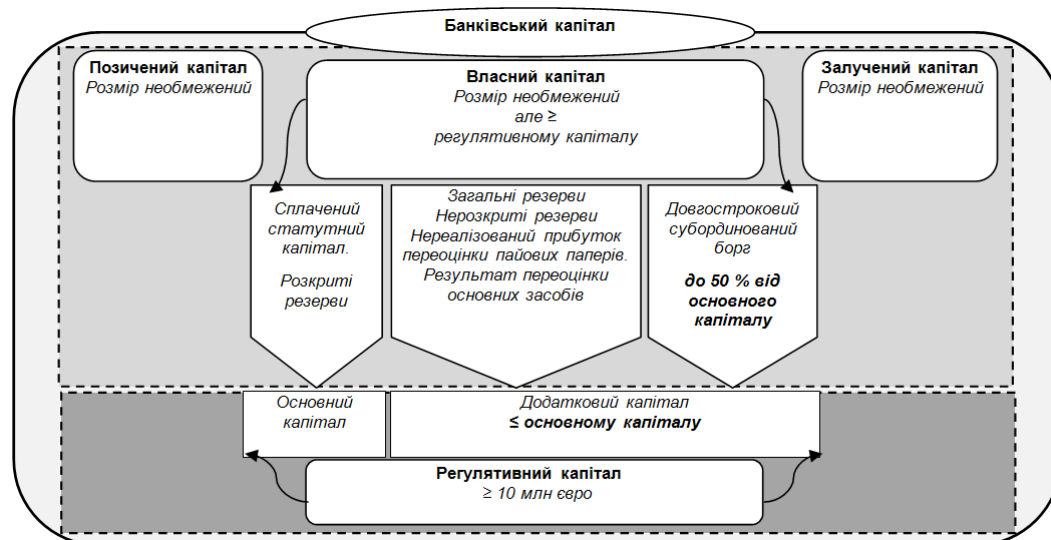 Банківський капітал
Позичений капітал
Розмір необмежений
Власний капітал
Розмір необмежений
але ≥
регулятивному капіталу
Залучений капітал
Розмір необмежений
Сплачений
статутний
капітал.
Розкриті
резерви
Загальні резерви
Нерозкриті резерви
Нереалізований прибуток
переоцінки пайових паперів.
Результат переоцінки
основних засобів
Довгостроковий
субординований
борг
до 50 % від
основного
капіталу
Основний
капітал
Додатковий капітал
≤ основному капіталу
Регулятивний капітал
≥ 10 млн євро